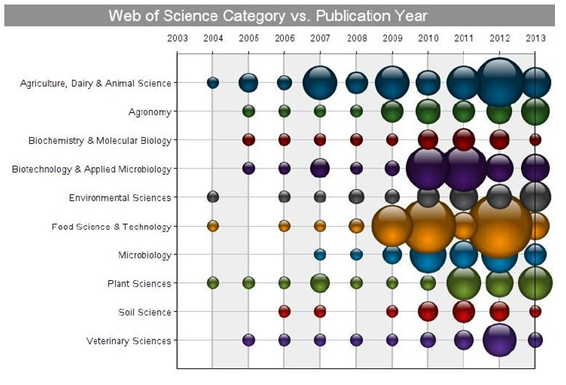 Web of Science Category vs. Publication Year
2003 2004 2005 2006 2007 2008 2009 2010 2011 2012 2013
Agriculture, Dairy & Animal Science
Agronomy
Biochemistry & Molecular Biology
Biotechnology & Applied Microbiology
Environmental Sciences
Food Science & Technology
Microbiology
Plant Sciences
Soil Science
Veterinary Sciences